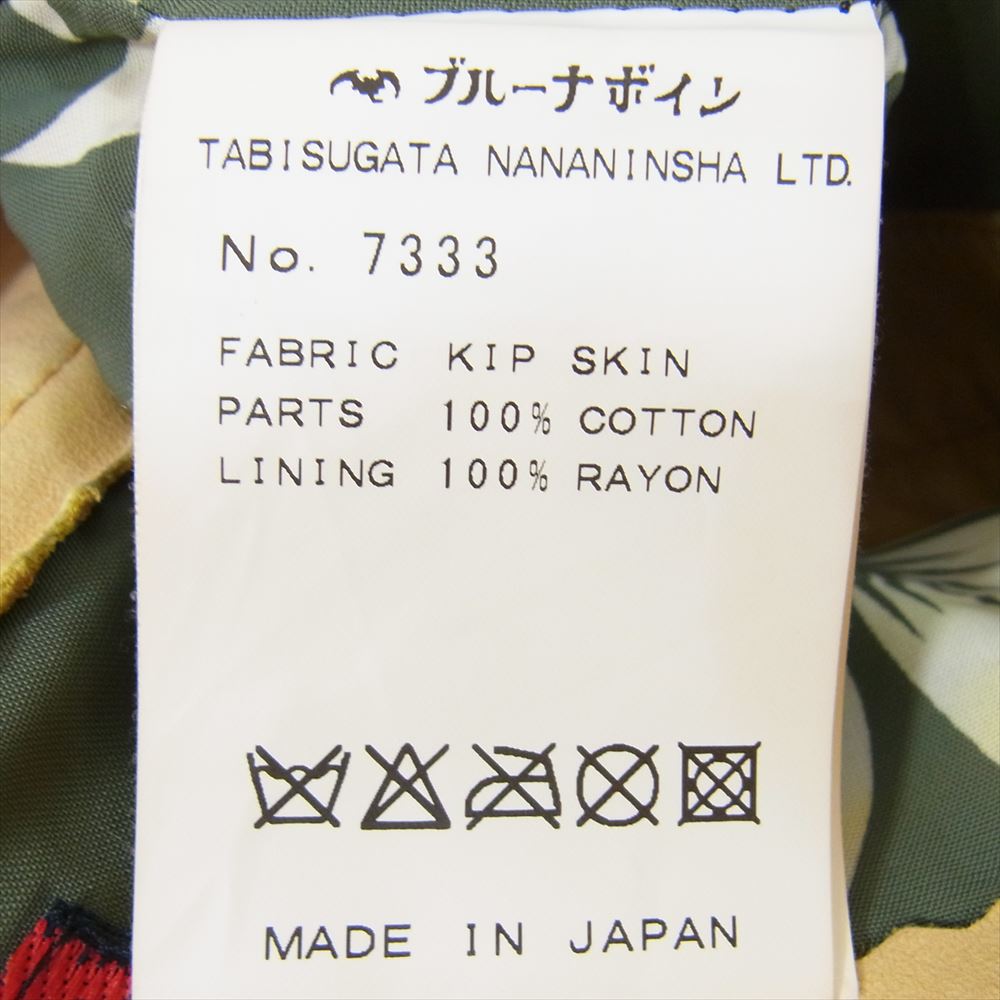 ブルーナボイン
TABISUGATA NANANINSHA LTD.
No. 7333
FABRIC KIP SKIN
PARTS 100% COTTON
LINING 100% RAYON
MADE IN JAPAN